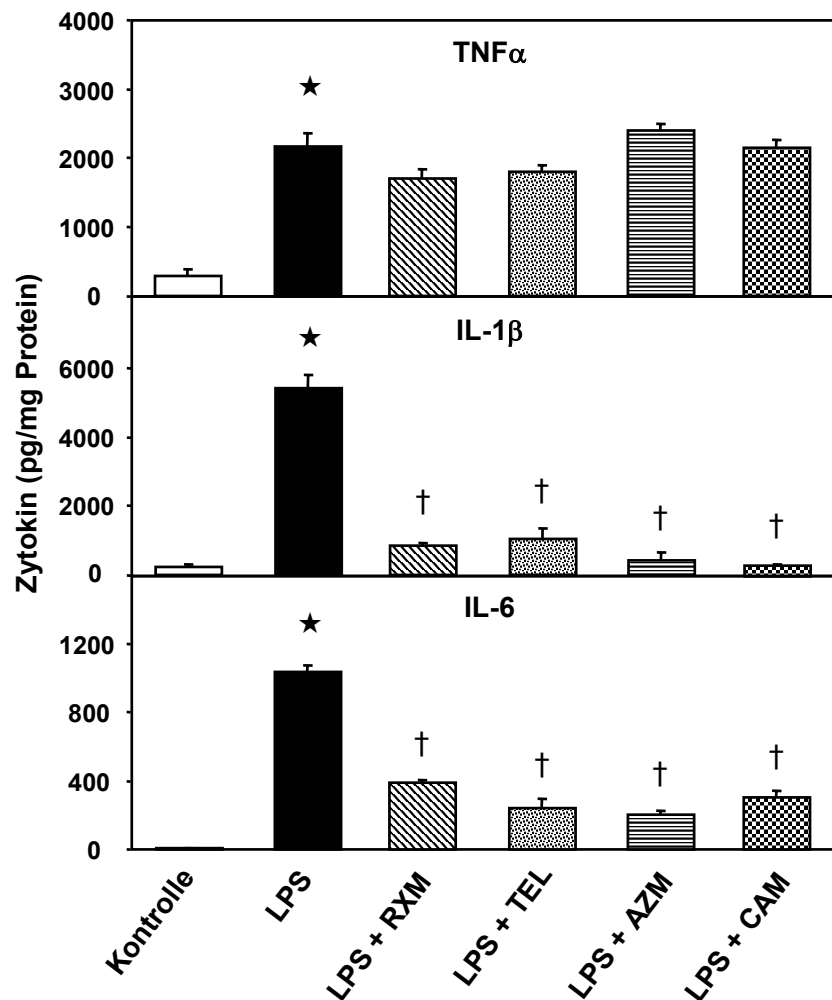 Zytokin (pg/mg Protein)
TNFα
4000
3000
★
2000
1000
0
IL-1β
★
6000
4000
2000
† † † †
0
IL-6
★
1200
800
† † † †
400
0
Kontrolle
LPS
LPS + RXM
LPS + TEL
LPS + AZM
LPS + CAM